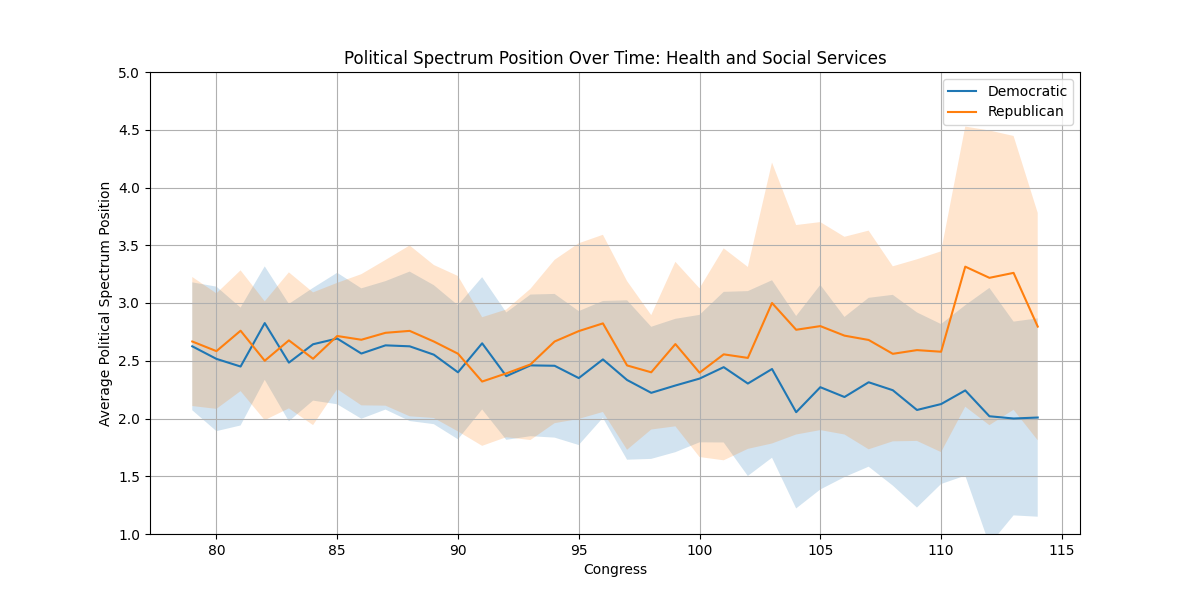 Political Spectrum Position Over Time: Health and Social Services
5.0
4.5
4.0
3.5
3.0
2.5
2.0
1.5
1.0
Average Political Spectrum Position
Democratic
Republican
80 85 90 95 100 105 110 115
Congress